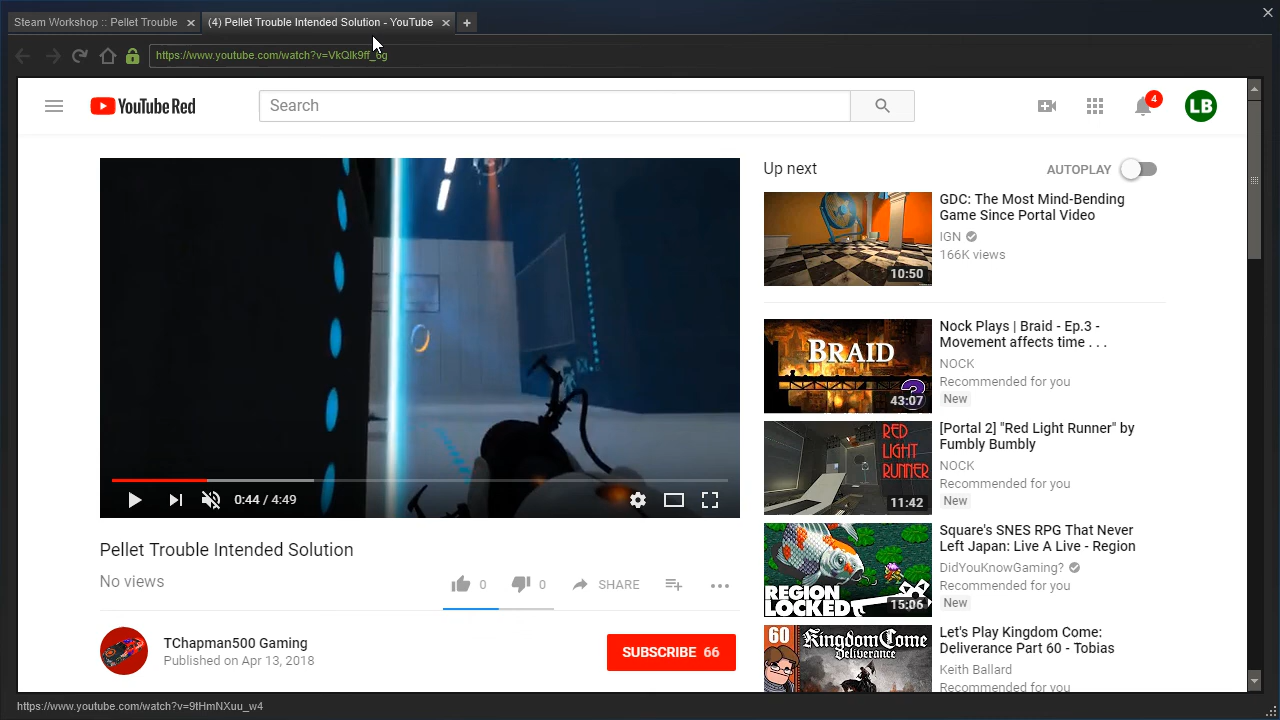 Steam Workshop :: Pellet Trouble
(4) Pellet Trouble Intended Solution - YouTube
https://www.youtube.com/watch?v=VkQlk9ff_6g
YouTube Red
Search
4
LB
Up next
AUTOPLAY
GDC: The Most Mind-Bending
Game Since Portal Video
IGN
166K views
10:50
BRAID
3
43:07
Nock Plays | Braid - Ep.3 -
Movement affects time . . .
NOCK
Recommended for you
New
RED
LIGHT
RUNNER
11:42
[Portal 2] "Red Light Runner" by
Fumbly Bumbly
NOCK
Recommended for you
New
0:44 / 4:49
Pellet Trouble Intended Solution
No views
0
0
SHARE
REGION
LOCKED
15:06
Square's SNES RPG That Never
Left Japan: Live A Live - Region
DidYouKnowGaming?
Recommended for you
New
TChapman500 Gaming
Published on Apr 13, 2018
SUBSCRIBE 66
60
KINGDOM COME
DELIVERANCE
Let's Play Kingdom Come:
Deliverance Part 60 - Tobias
Keith Ballard
Recommended for you
https://www.youtube.com/watch?v=9tHmNXuu_w4